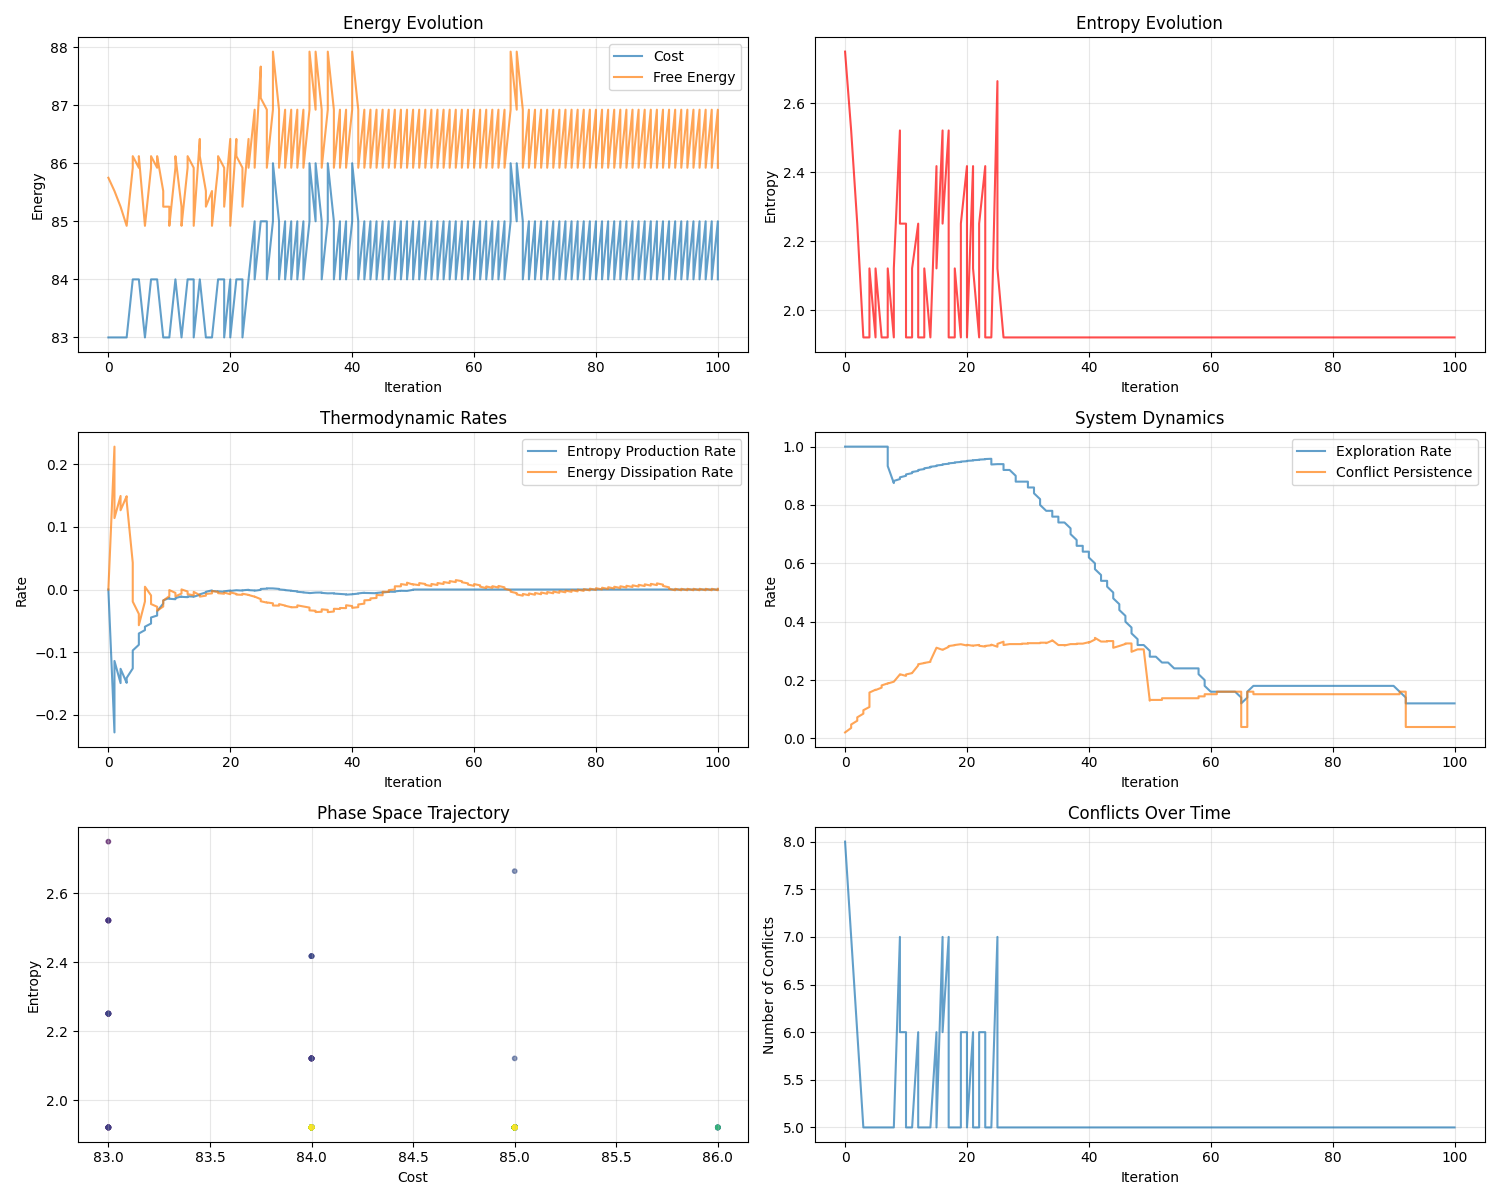 Energy Evolution
88
87
86
85
84
83
Energy
Cost
Free Energy
0 20 40 60 80 100
Iteration
Entropy Evolution
2.6
2.4
2.2
2.0
Entropy
0 20 40 60 80 100
Iteration
Thermodynamic Rates
0.2
0.1
0.0
−0.1
−0.2
Rate
Entropy Production Rate
Energy Dissipation Rate
0 20 40 60 80 100
Iteration
System Dynamics
1.0
0.8
0.6
0.4
0.2
0.0
Rate
Exploration Rate
Conflict Persistence
0 20 40 60 80 100
Iteration
Phase Space Trajectory
2.6
2.4
2.2
2.0
Entropy
83.0 83.5 84.0 84.5 85.0 85.5 86.0
Cost
Conflicts Over Time
8.0
7.5
7.0
6.5
6.0
5.5
5.0
Number of Conflicts
0 20 40 60 80 100
Iteration